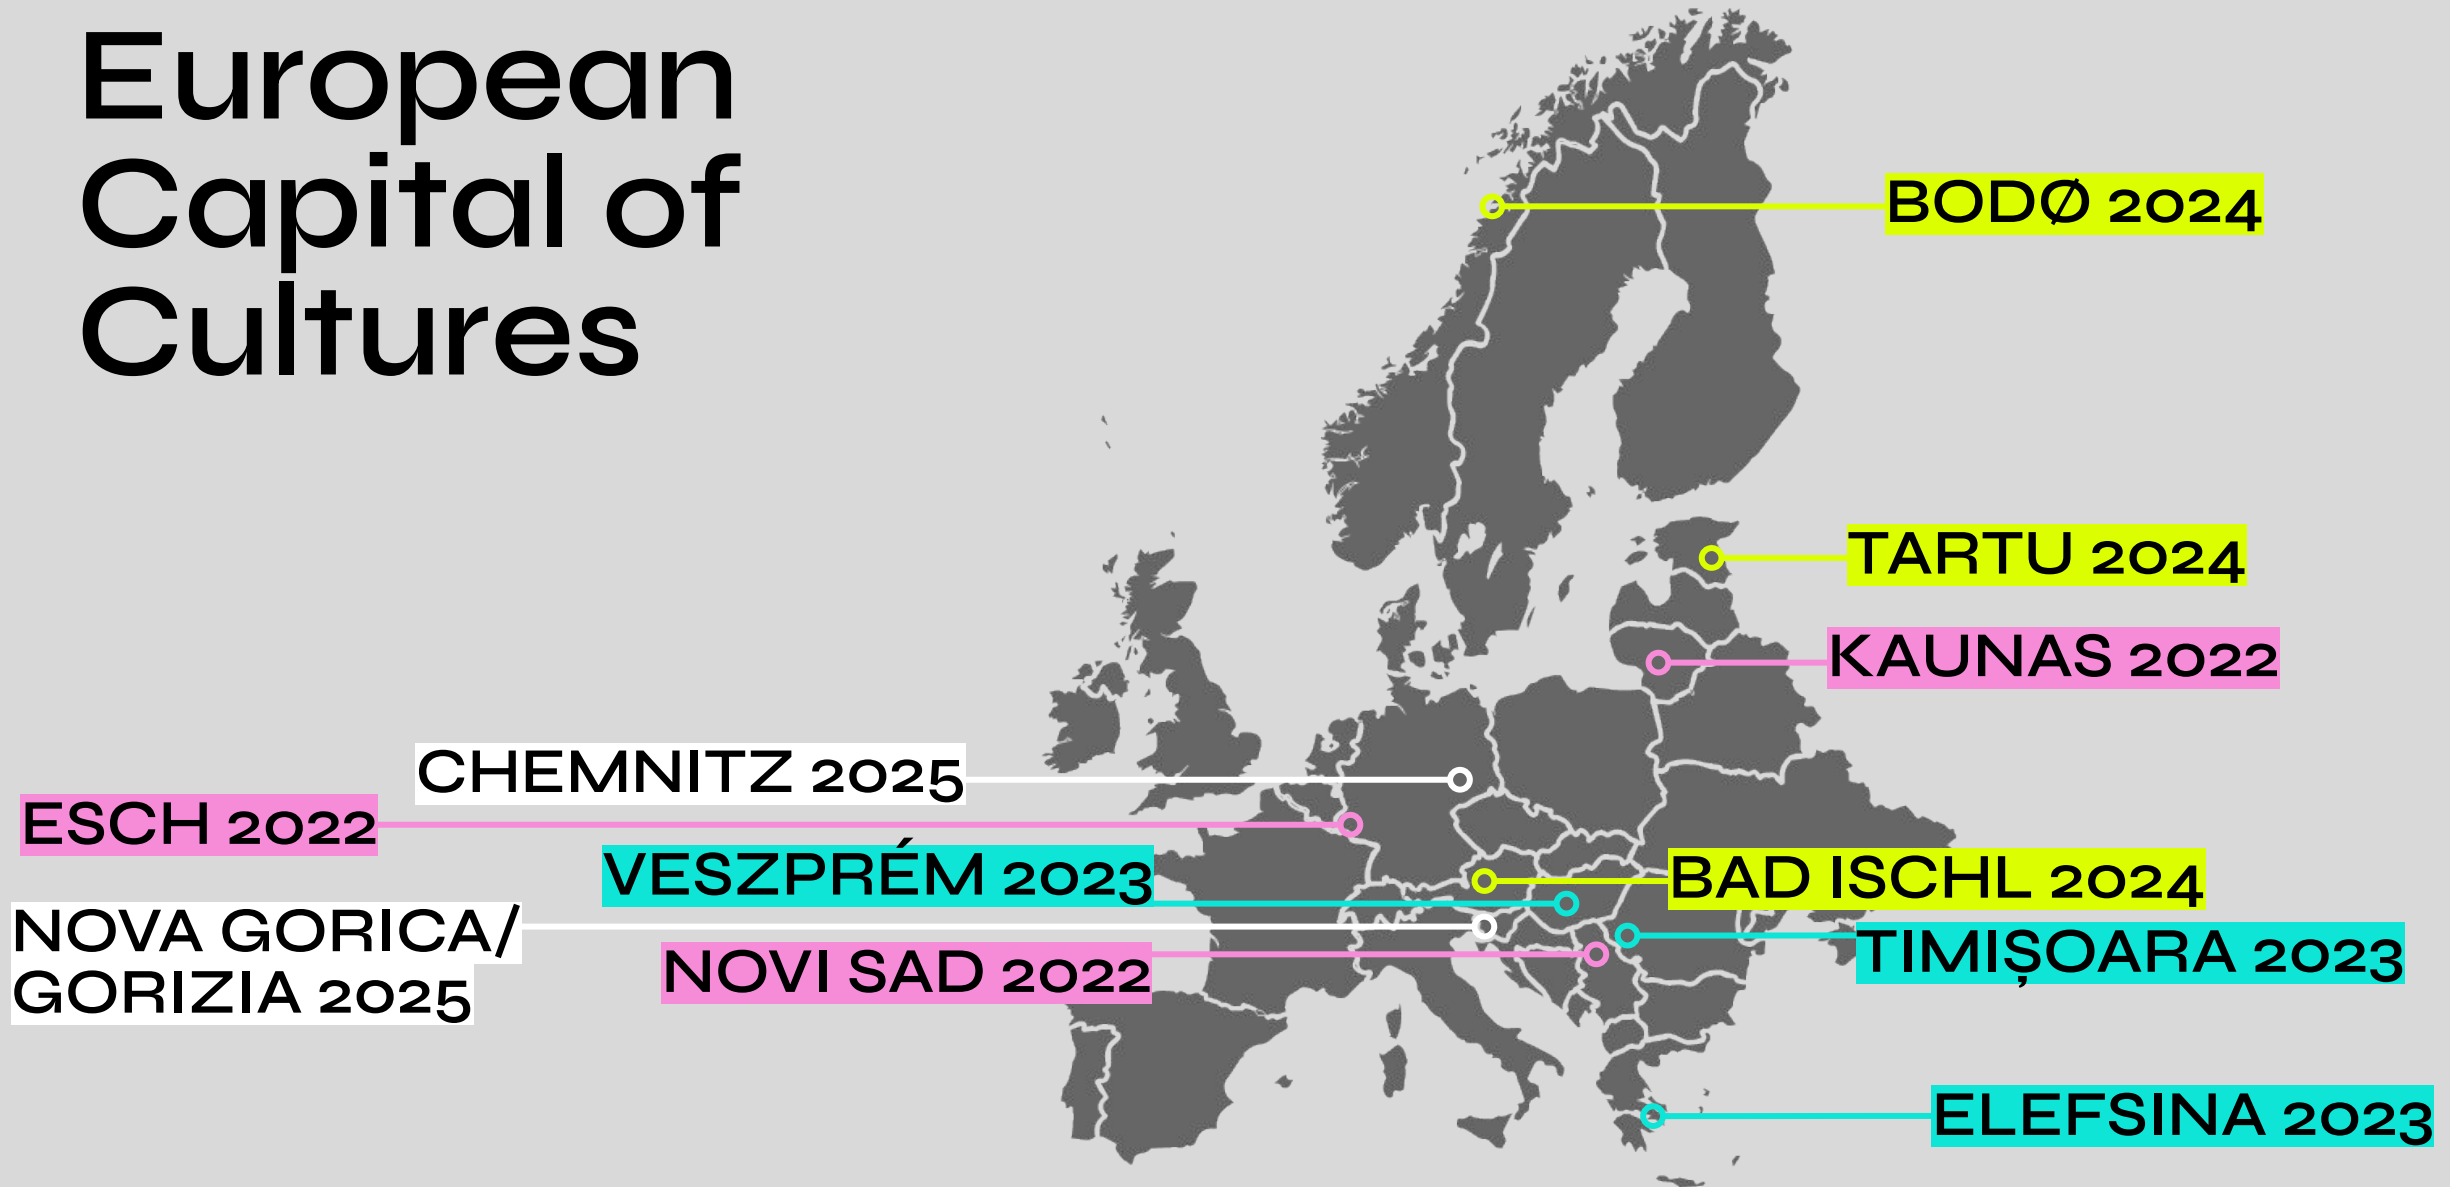 European
Capital of
Cultures
BODØ 2024
TARTU 2024
KAUNAS 2022
CHEMNITZ 2025
ESCH 2022
VESZPRÉM 2023
BAD ISCHL 2024
NOVA GORICA/
GORIZIA 2025
NOVI SAD 2022
TIMIȘOARA 2023
ELEFSINA 2023